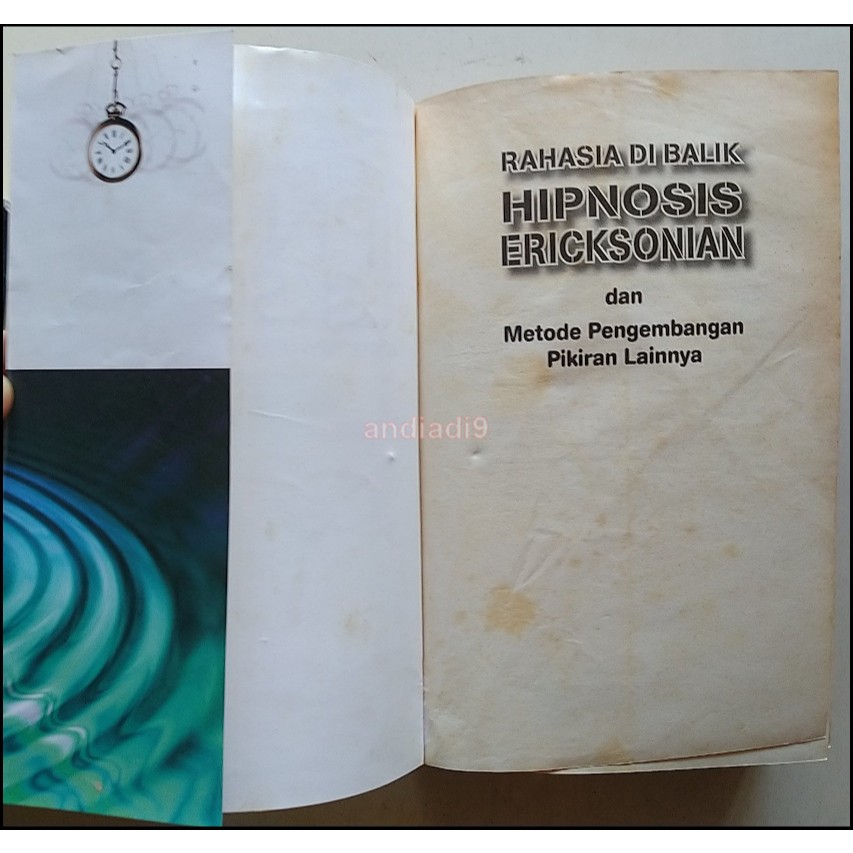 RAHASIA DI BALIK
HIPNOSIS
ERICKSONIAN
dan
Metode Pengembangan
Pikiran Lainnya
andiadi9